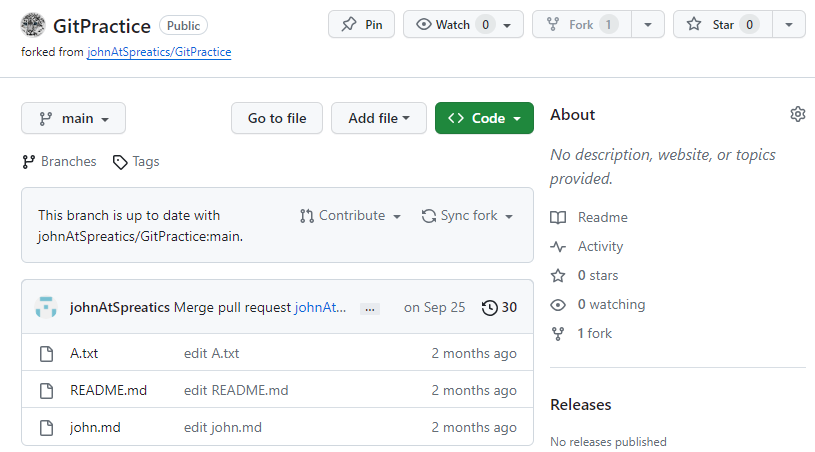 GitPractice Public Pin Watch 0 Fork 1 Star 0
forked from johnAtSpreatics/GitPractice
main Go to file Add file <> Code
Branches Tags
This branch is up to date with
johnAtSpreatics/GitPractice:main.
Contribute Sync fork
johnAtSpreatics Merge pull request johnAt... ... on Sep 25 30
A.txt edit A.txt 2 months ago
README.md edit README.md 2 months ago
john.md edit john.md 2 months ago
About
No description, website, or topics
provided.
Readme
Activity
0 stars
0 watching
1 fork
Releases
No releases published